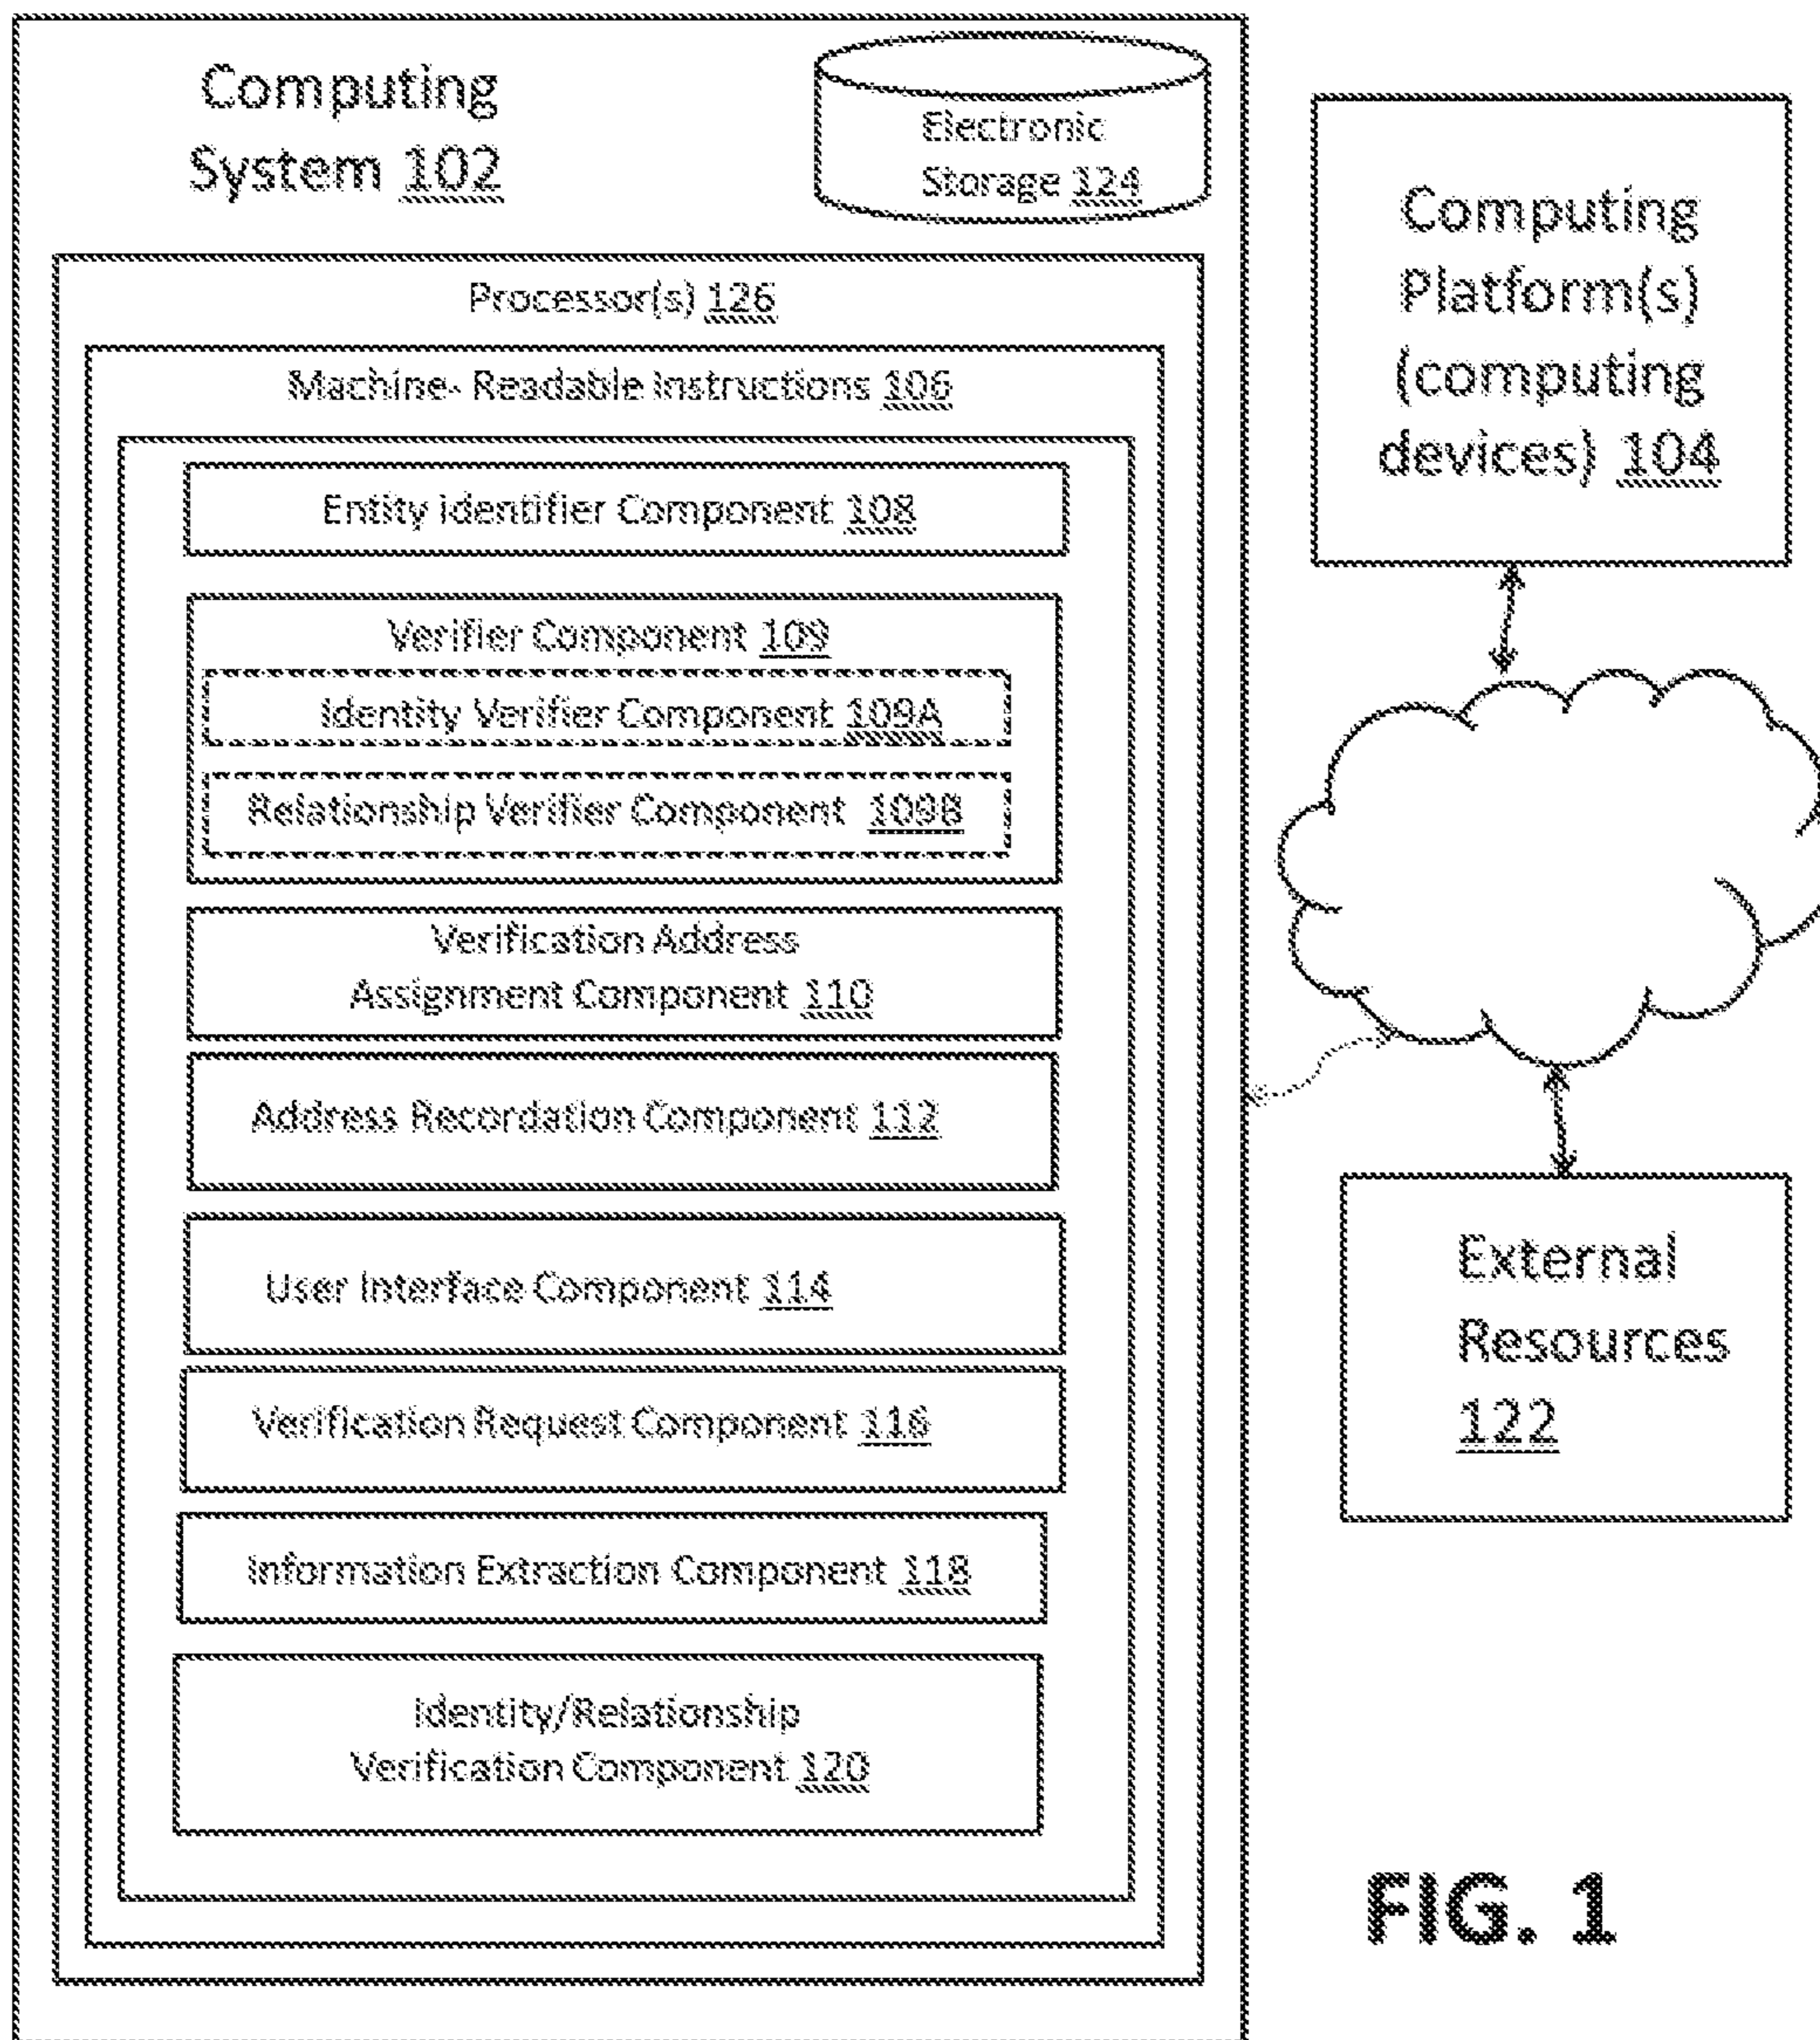 Computing
System 102
Electronic
Storage 124
Processor(s) 126
Machine- Readable Instructions 106
Entity identifier Component 108
Verifier Component 109
Identity Verifier Component 109A
Relationship Verifier Component 109B
Verification Address
Assignment Component 110
Address Recordation Component 112
User Interface Component 114
Verification Request Component 116
Information Extraction Component 118
Identity/Relationship
Verification Component 120
Computing
Platform(s)
(computing
devices) 104
External
Resources
122
FIG. 1